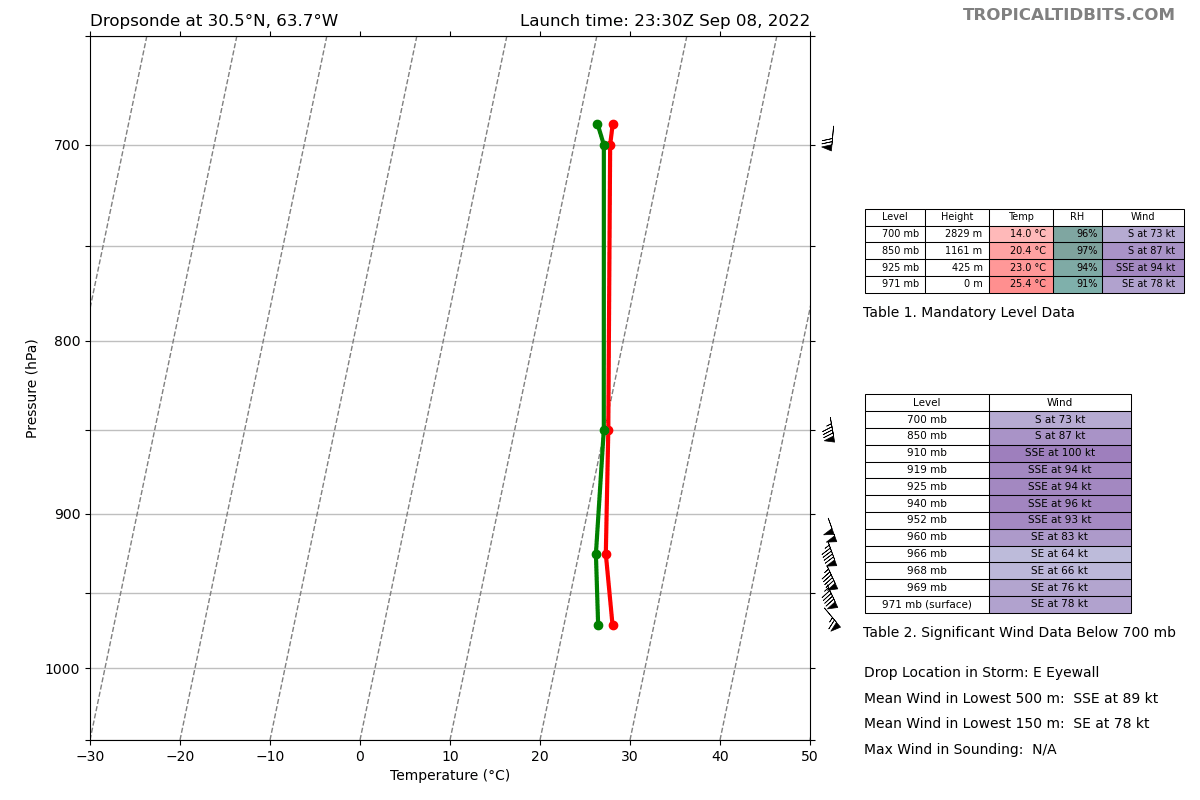 Dropsonde at 30.5°N, 63.7°W
Launch time: 23:30Z Sep 08, 2022
TROPICALTIDBITS.COM
Pressure (hPa)
700
800
900
1000
−30 −20 −10 0 10 20 30 40 50
Temperature (°C)
Level Height Temp RH Wind
700 mb 2829 m 14.0 °C 96% S at 73 kt
850 mb 1161 m 20.4 °C 97% S at 87 kt
925 mb 425 m 23.0 °C 94% SSE at 94 kt
971 mb 0 m 25.4 °C 91% SE at 78 kt
Table 1. Mandatory Level Data
Level Wind
700 mb S at 73 kt
850 mb S at 87 kt
910 mb SSE at 100 kt
919 mb SSE at 94 kt
925 mb SSE at 94 kt
940 mb SSE at 96 kt
952 mb SSE at 93 kt
960 mb SE at 83 kt
966 mb SE at 64 kt
968 mb SE at 66 kt
969 mb SE at 76 kt
971 mb (surface) SE at 78 kt
Table 2. Significant Wind Data Below 700 mb
Drop Location in Storm: E Eyewall
Mean Wind in Lowest 500 m: SSE at 89 kt
Mean Wind in Lowest 150 m: SE at 78 kt
Max Wind in Sounding: N/A